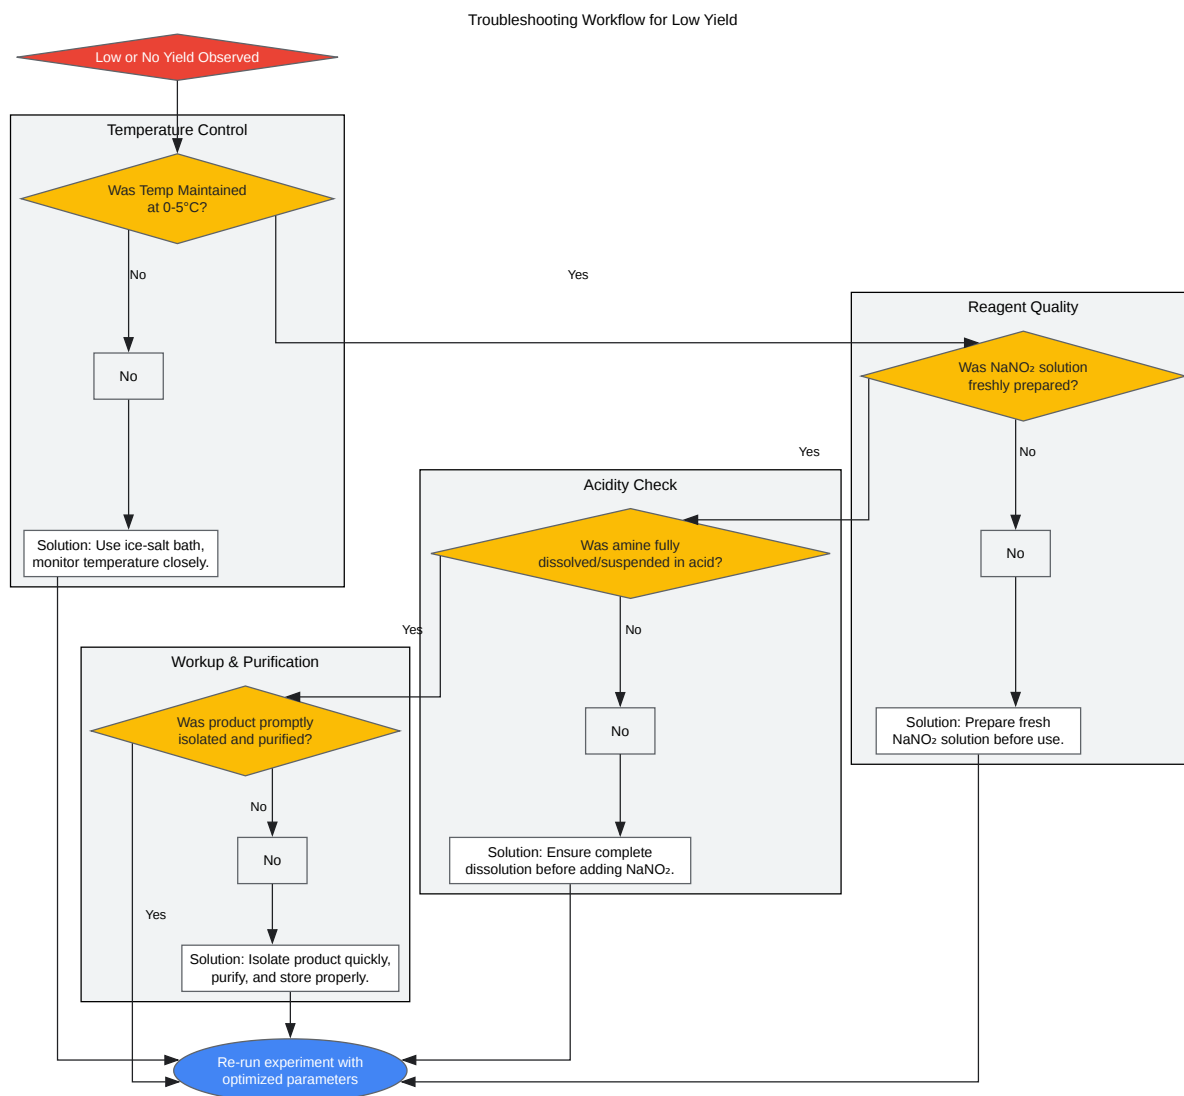 Troubleshooting Workflow for Low Yield
Low or No Yield Observed
Temperature Control
Was Temp Maintained
at 0-5°C?
No
Yes
No
Solution: Use ice-salt bath,
monitor temperature closely.
Reagent Quality
Was NaNO₂ solution
freshly prepared?
No
Yes
No
Solution: Prepare fresh
NaNO₂ solution before use.
Acidity Check
Was amine fully
dissolved/suspended in acid?
No
Yes
No
Solution: Ensure complete
dissolution before adding NaNO₂.
Workup & Purification
Was product promptly
isolated and purified?
No
No
Yes
Solution: Isolate product quickly,
purify, and store properly.
Re-run experiment with
optimized parameters